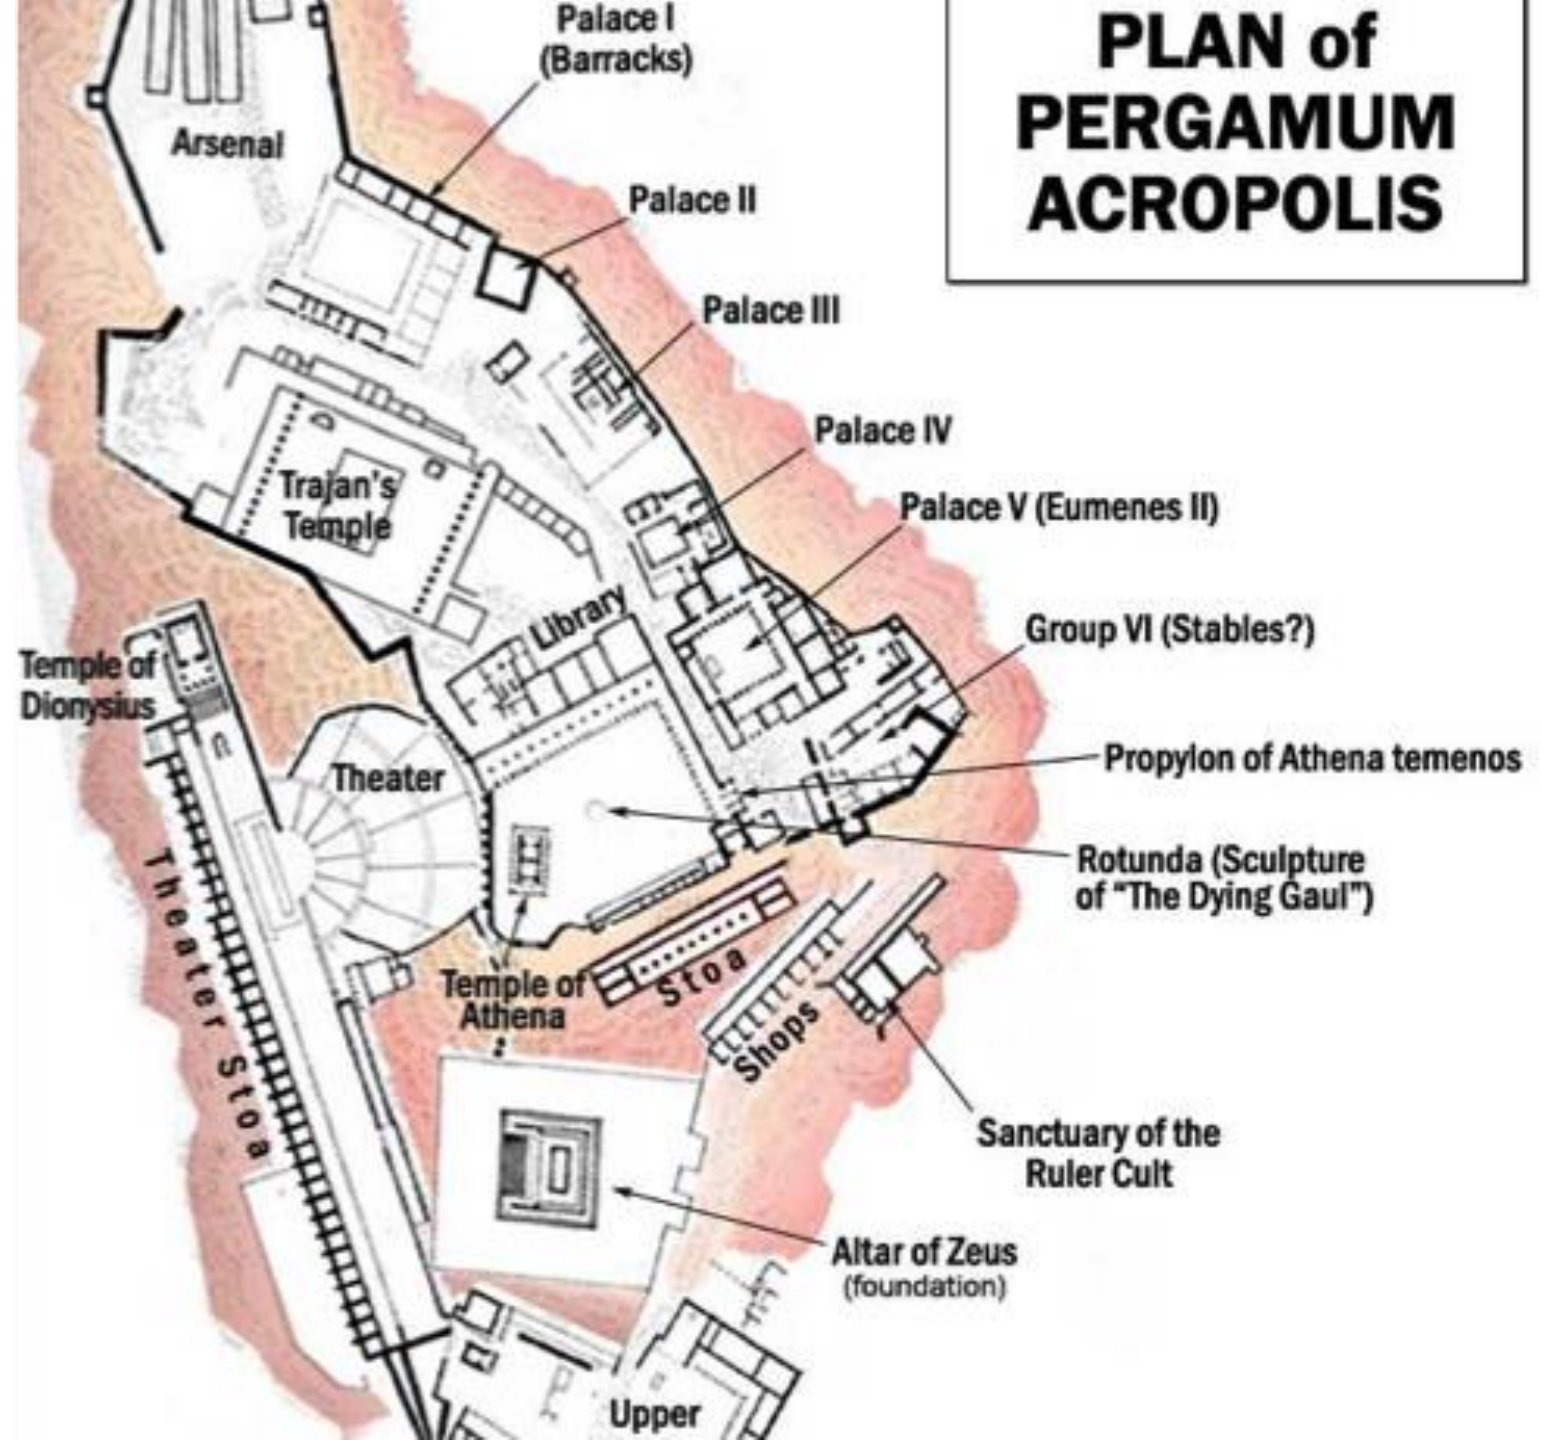 PLAN of
PERGAMUM
ACROPOLIS
Palace I
(Barracks)
Arsenal
Palace II
Palace III
Palace IV
Trajan's
Temple
Palace V (Eumenes II)
Library
Group VI (Stables?)
Temple of
Dionysius
Theater
Propylon of Athena temenos
Rotunda (Sculpture
of “The Dying Gaul”)
Theater Stoa
Temple of
Athena
Stoa
Shops
Sanctuary of the
Ruler Cult
Altar of Zeus
(foundation)
Upper